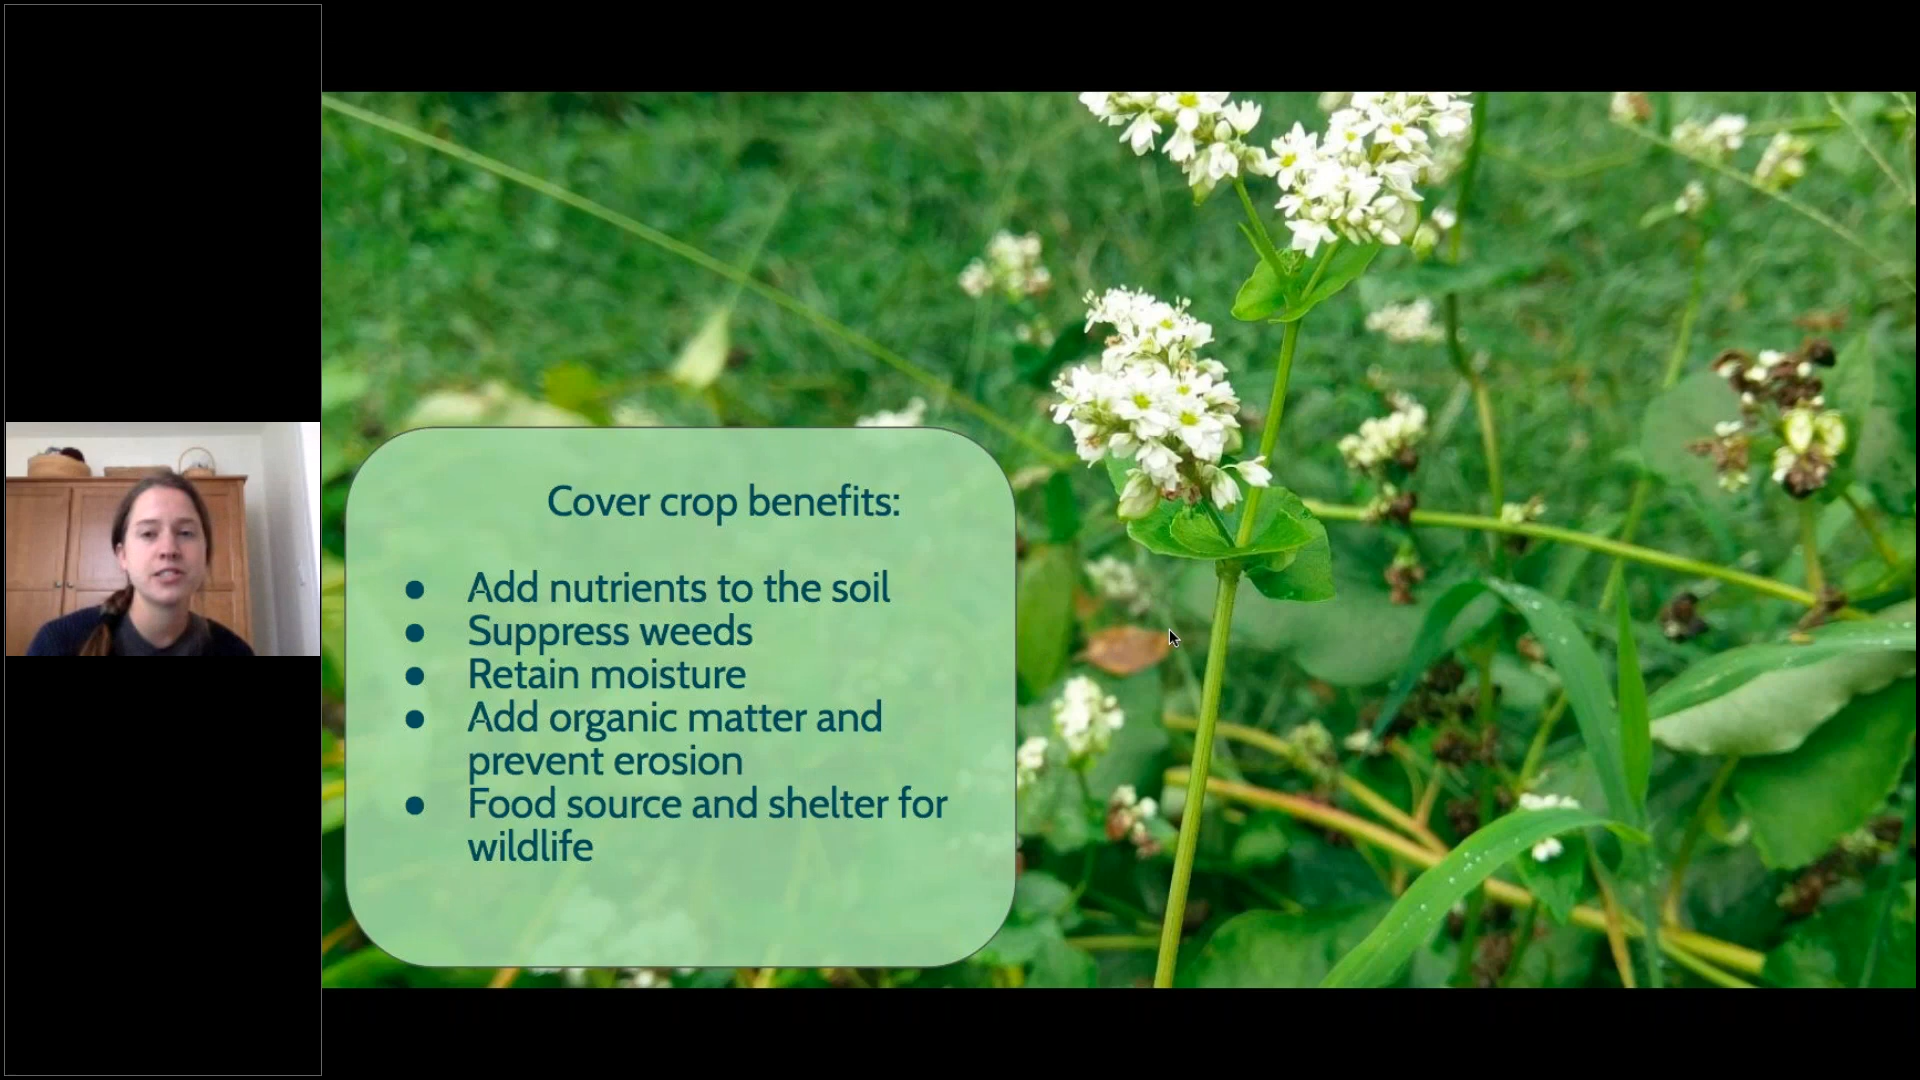 Cover crop benefits:
● Add nutrients to the soil
● Suppress weeds
● Retain moisture
● Add organic matter and
prevent erosion
● Food source and shelter for
wildlife